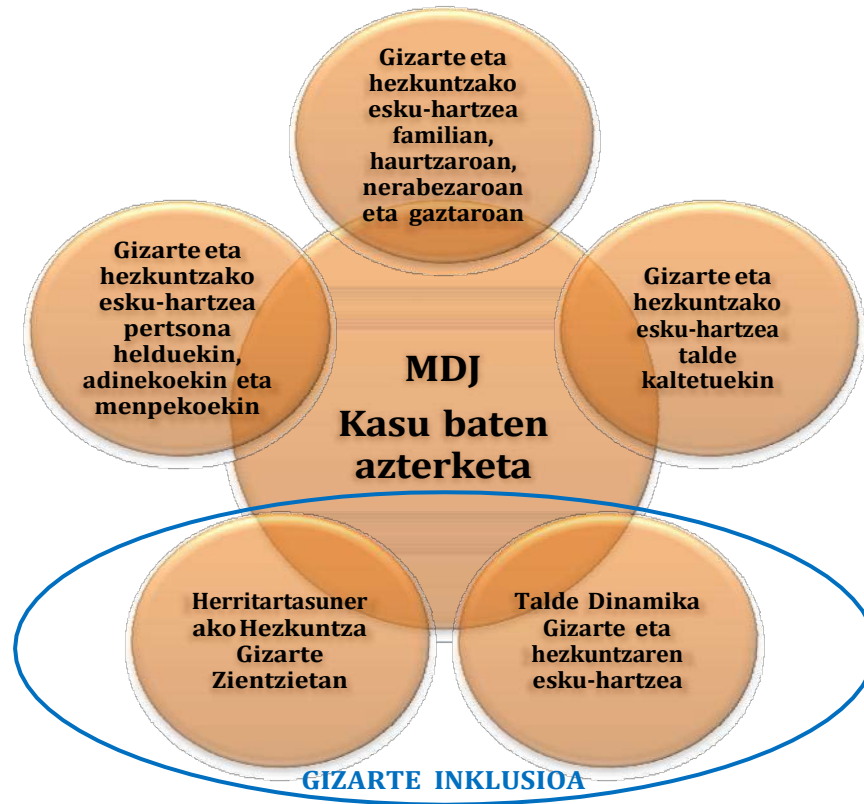 Gizarte eta
hezkuntzako
esku-hartzea
familian,
haurtzaroan,
nerabezaroan
eta gaztaroan
Gizarte eta
hezkuntzako
esku-hartzea
pertsona
helduekin,
adinekoekin eta
menpekoekin
Gizarte eta
hezkuntzako
esku-hartzea
talde
kaltetuekin
MDJ
Kasu baten
azterketa
Herritartasuner
ako Hezkuntza
Gizarte
Zientzietan
Talde Dinamika
Gizarte eta
hezkuntzaren
esku-hartzea
GIZARTE INKLUSIOA